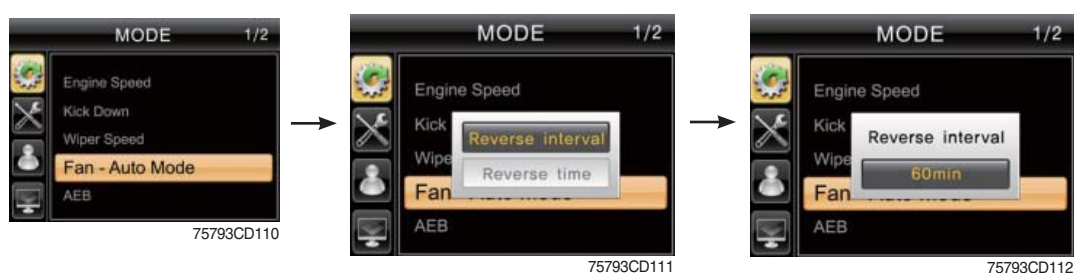 MODE 1/2
Engine Speed
Kick Down
Wiper Speed
Fan - Auto Mode
AEB
75793CD110
MODE 1/2
Engine Speed
Kick
Reverse interval
Wipe
Reverse time
Fan
AEB
75793CD111
MODE 1/2
Engine Speed
Kick
Reverse interval
Wipe
60min
Fan
AEB
75793CD112